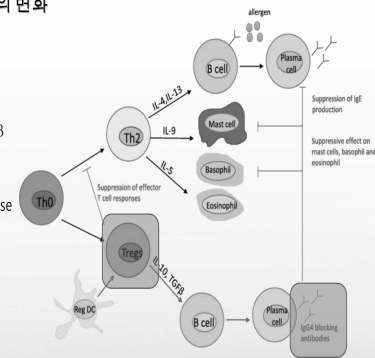 의 변화
allergen
B cell
Plasma
cell
IL-4,IL-13
Suppression of IgE
production
Mast cell
Th2
IL-9
Suppressive effect on
mast cells, basophil and
eosinophil
IL-5
Basophil
Eosinophil
Suppression of effector
T cell responses
se
Th0
Tregs
IL-10, TGFβ
Reg DC
B cell
Plasma
cell
IgG4 blocking
antibodies